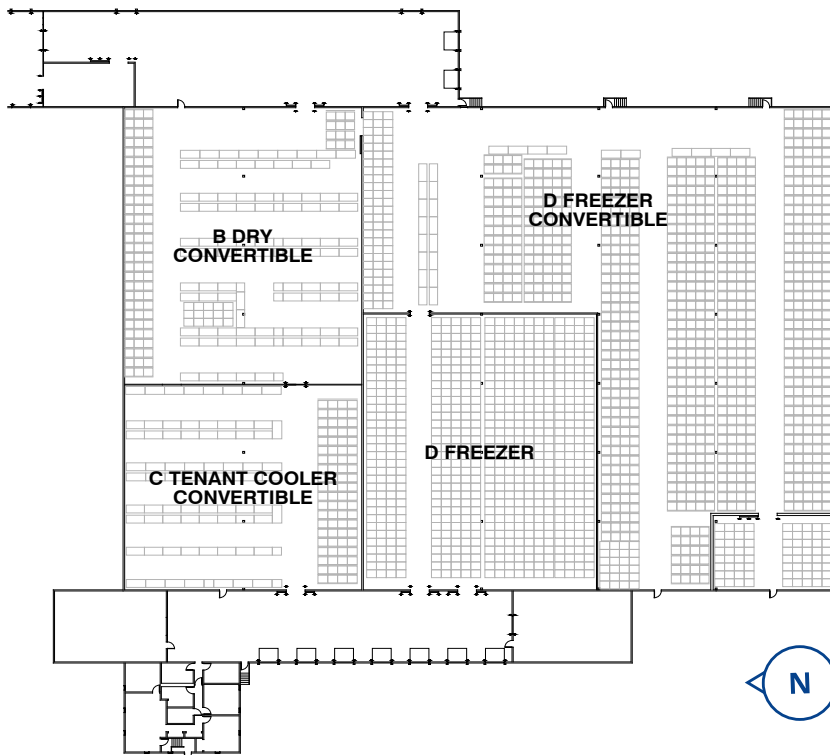 D FREEZER
CONVERTIBLE
B DRY
CONVERTIBLE
D FREEZER
C TENANT COOLER
CONVERTIBLE
N